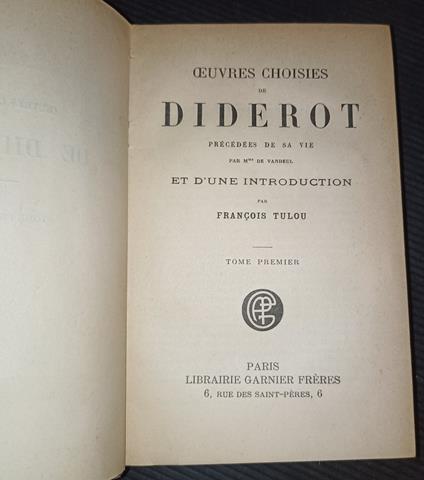 ŒUVRES CHOISIES
DE
DIDEROT
PRÉCÉDÉES DE SA VIE
PAR Mme DE VANDEUL
ET D'UNE INTRODUCTION
PAR
FRANÇOIS TULOU
TOME PREMIER
PARIS
LIBRAIRIE GARNIER FRÈRES
6, RUE DES SAINT-PÈRES, 6